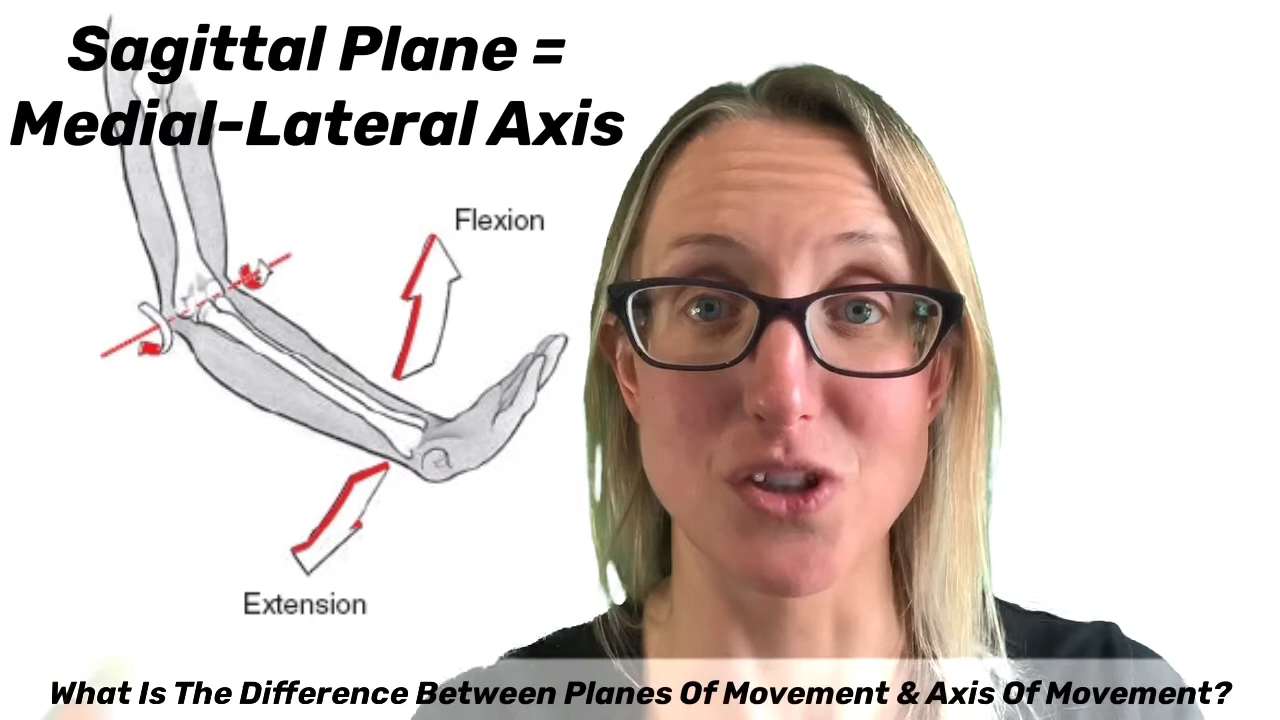 Sagittal Plane =
Medial-Lateral Axis
Flexion
Extension
What Is The Difference Between Planes Of Movement & Axis Of Movement?